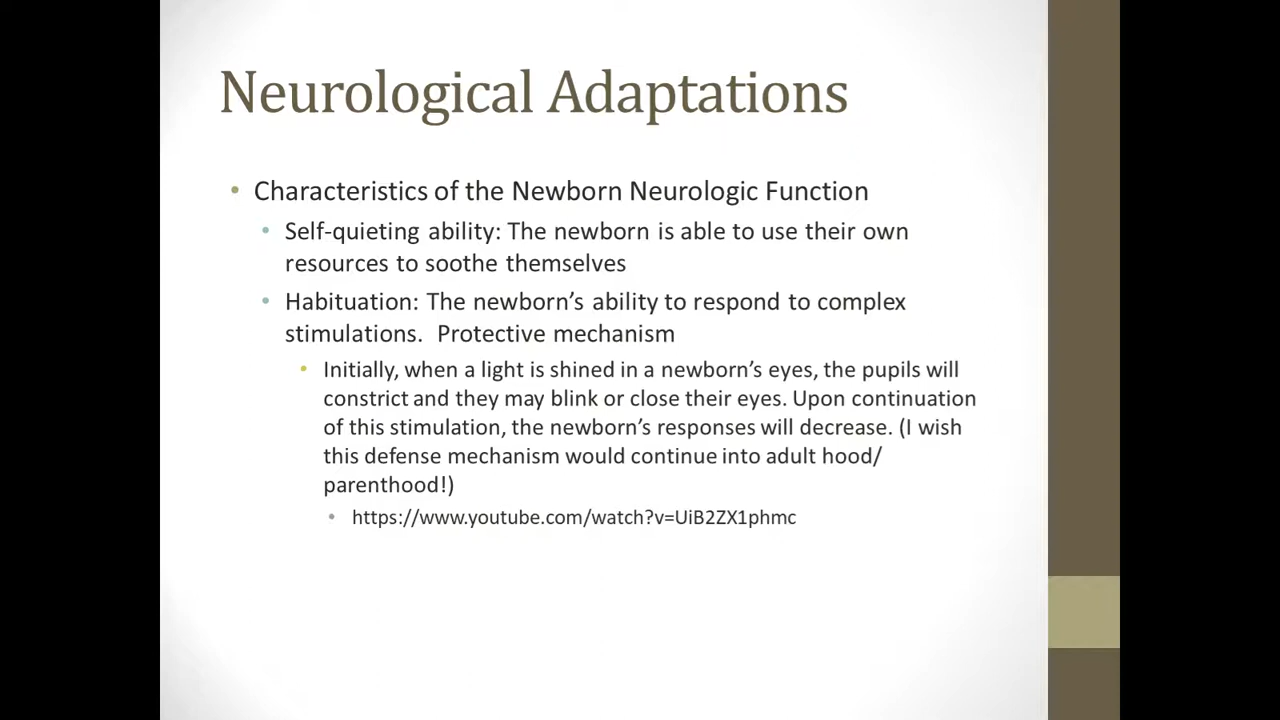 Neurological Adaptations
• Characteristics of the Newborn Neurologic Function
• Self-quieting ability: The newborn is able to use their own
resources to soothe themselves
• Habituation: The newborn’s ability to respond to complex
stimulations.  Protective mechanism
• Initially, when a light is shined in a newborn’s eyes, the pupils will
constrict and they may blink or close their eyes. Upon continuation
of this stimulation, the newborn’s responses will decrease. (I wish
this defense mechanism would continue into adult hood/
parenthood!)
• https://www.youtube.com/watch?v=UiB2ZX1phmc